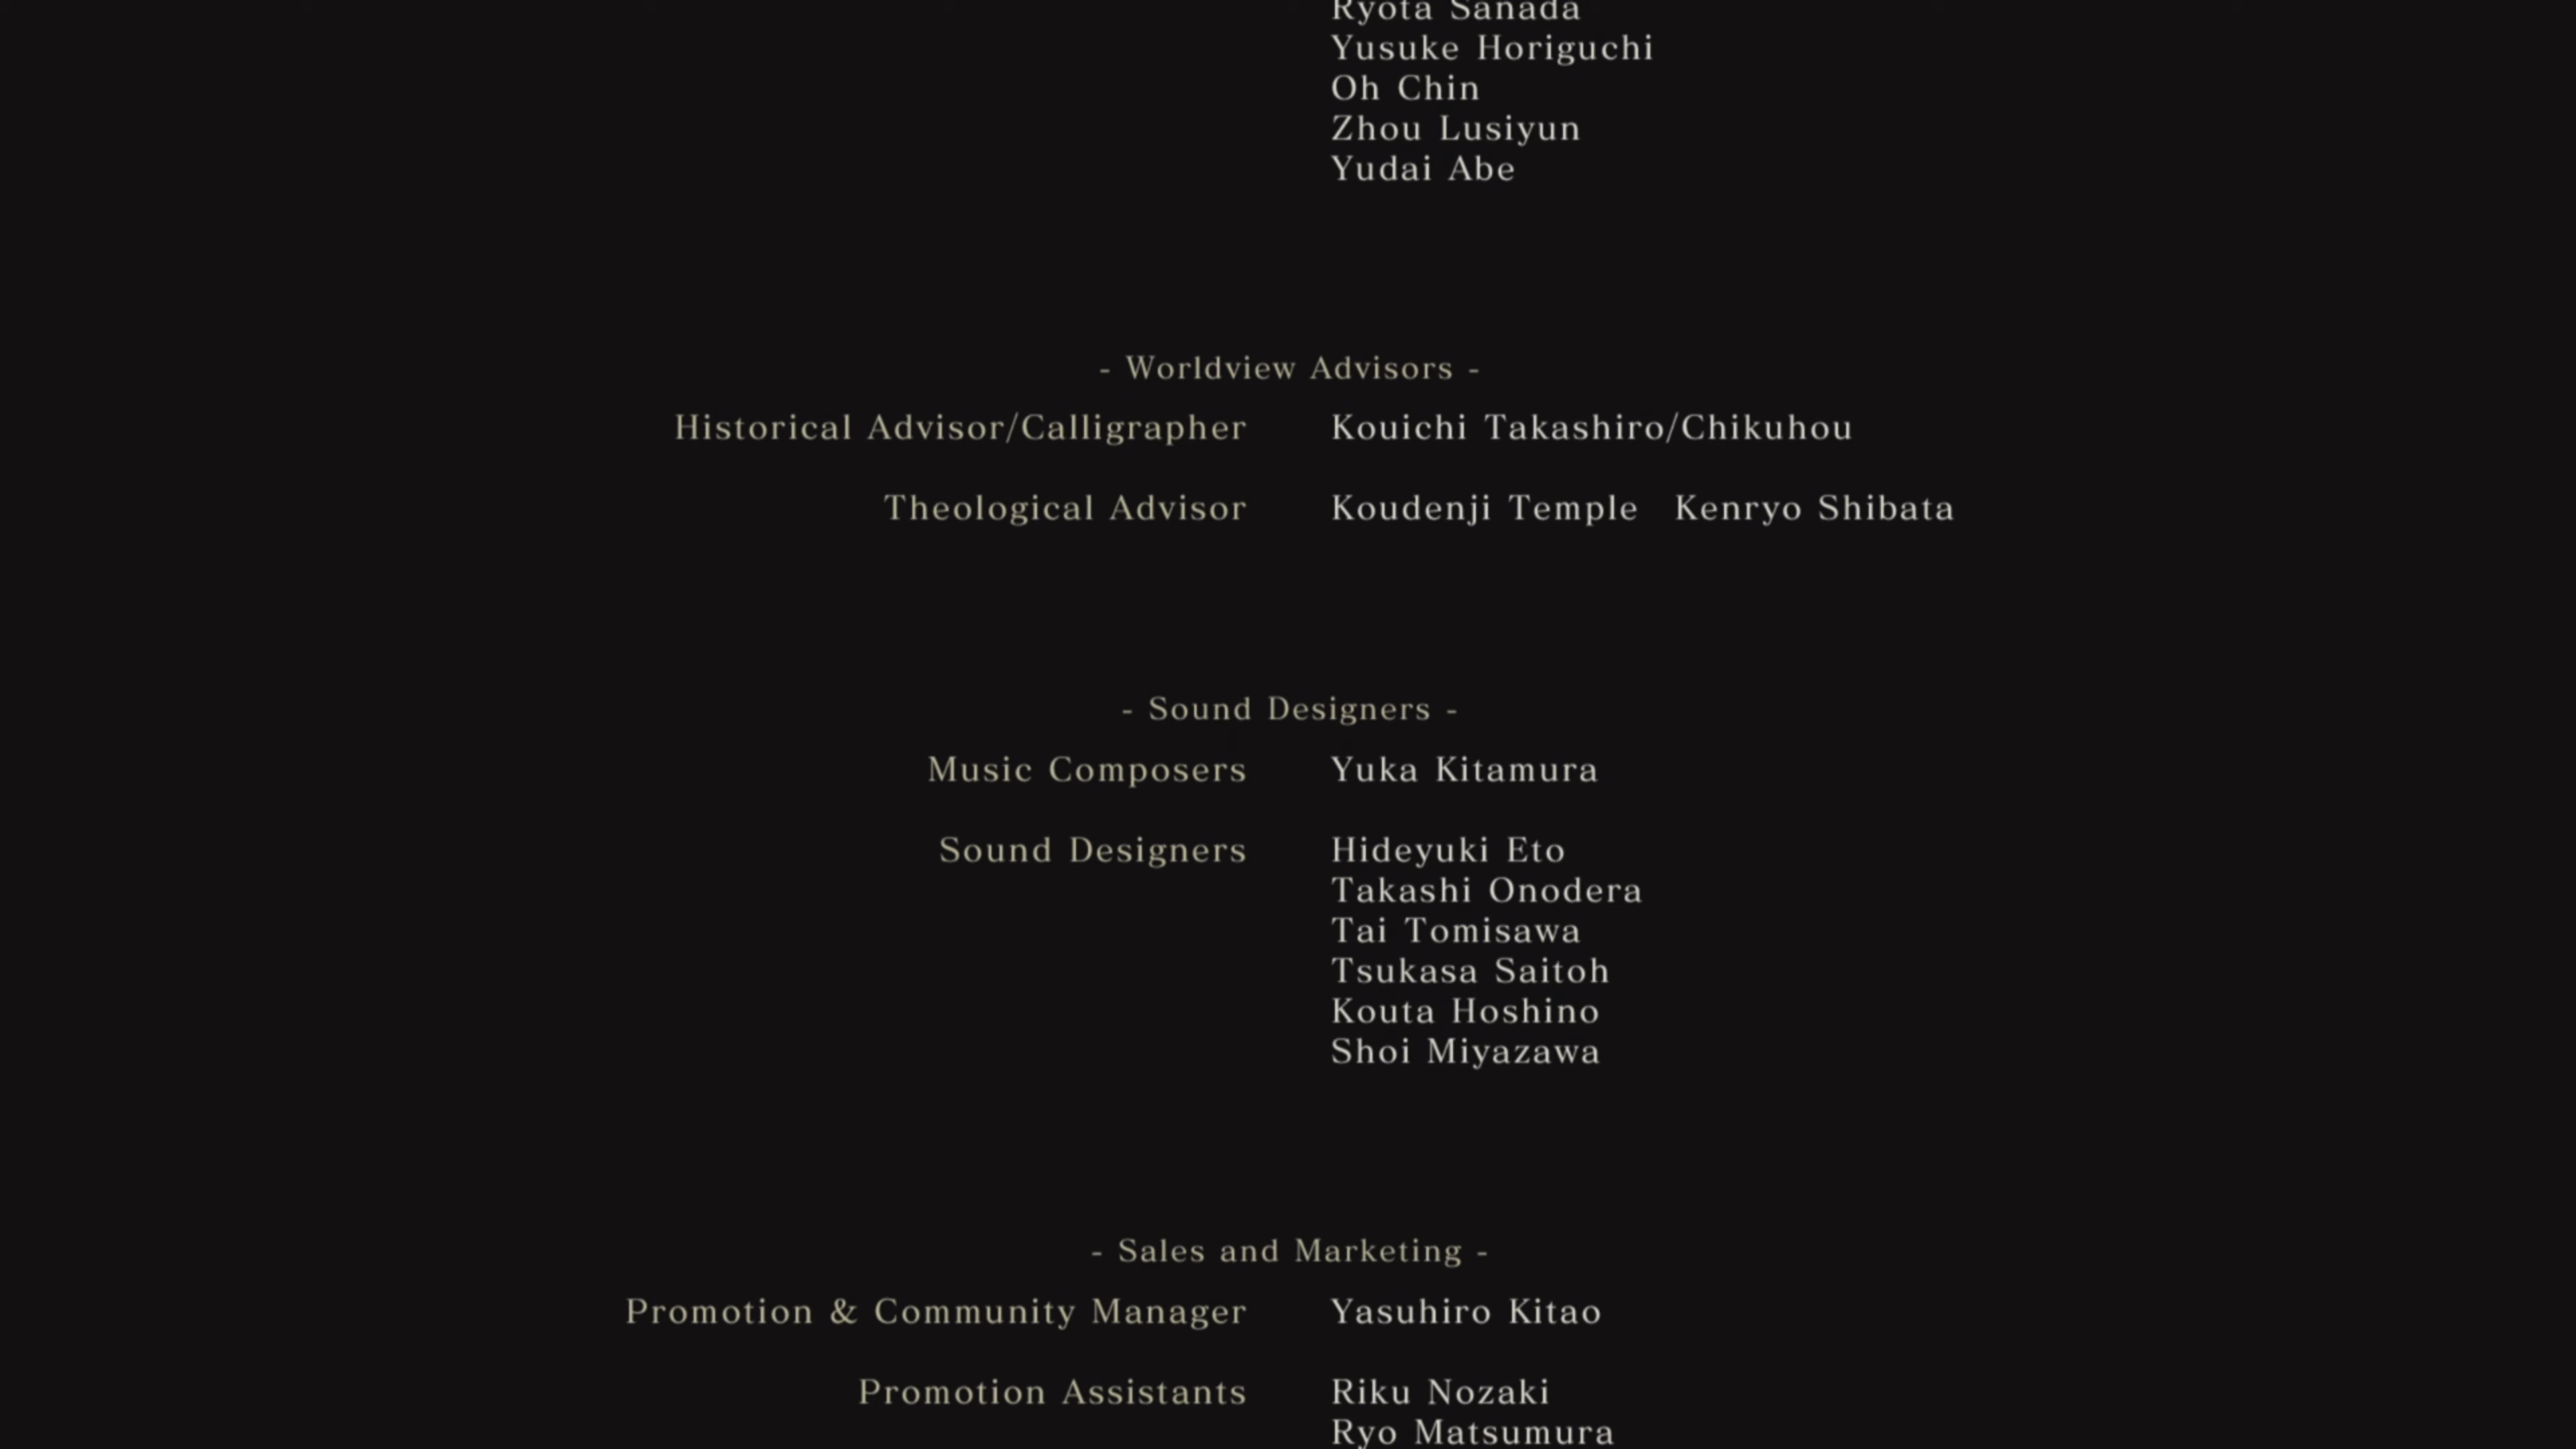 Ryota Sanada
Yusuke Horiguchi
Oh Chin
Zhou Lusiyun
Yudai Abe
- Worldview Advisors -
Historical Advisor/Calligrapher Kouichi Takashiro/Chikuhou
Theological Advisor Koudenji Temple Kenryo Shibata
- Sound Designers -
Music Composers Yuka Kitamura
Sound Designers Hideyuki Eto
Takashi Onodera
Tai Tomisawa
Tsukasa Saitoh
Kouta Hoshino
Shoi Miyazawa
- Sales and Marketing -
Promotion & Community Manager Yasuhiro Kitao
Promotion Assistants Riku Nozaki
Ryo Matsumura